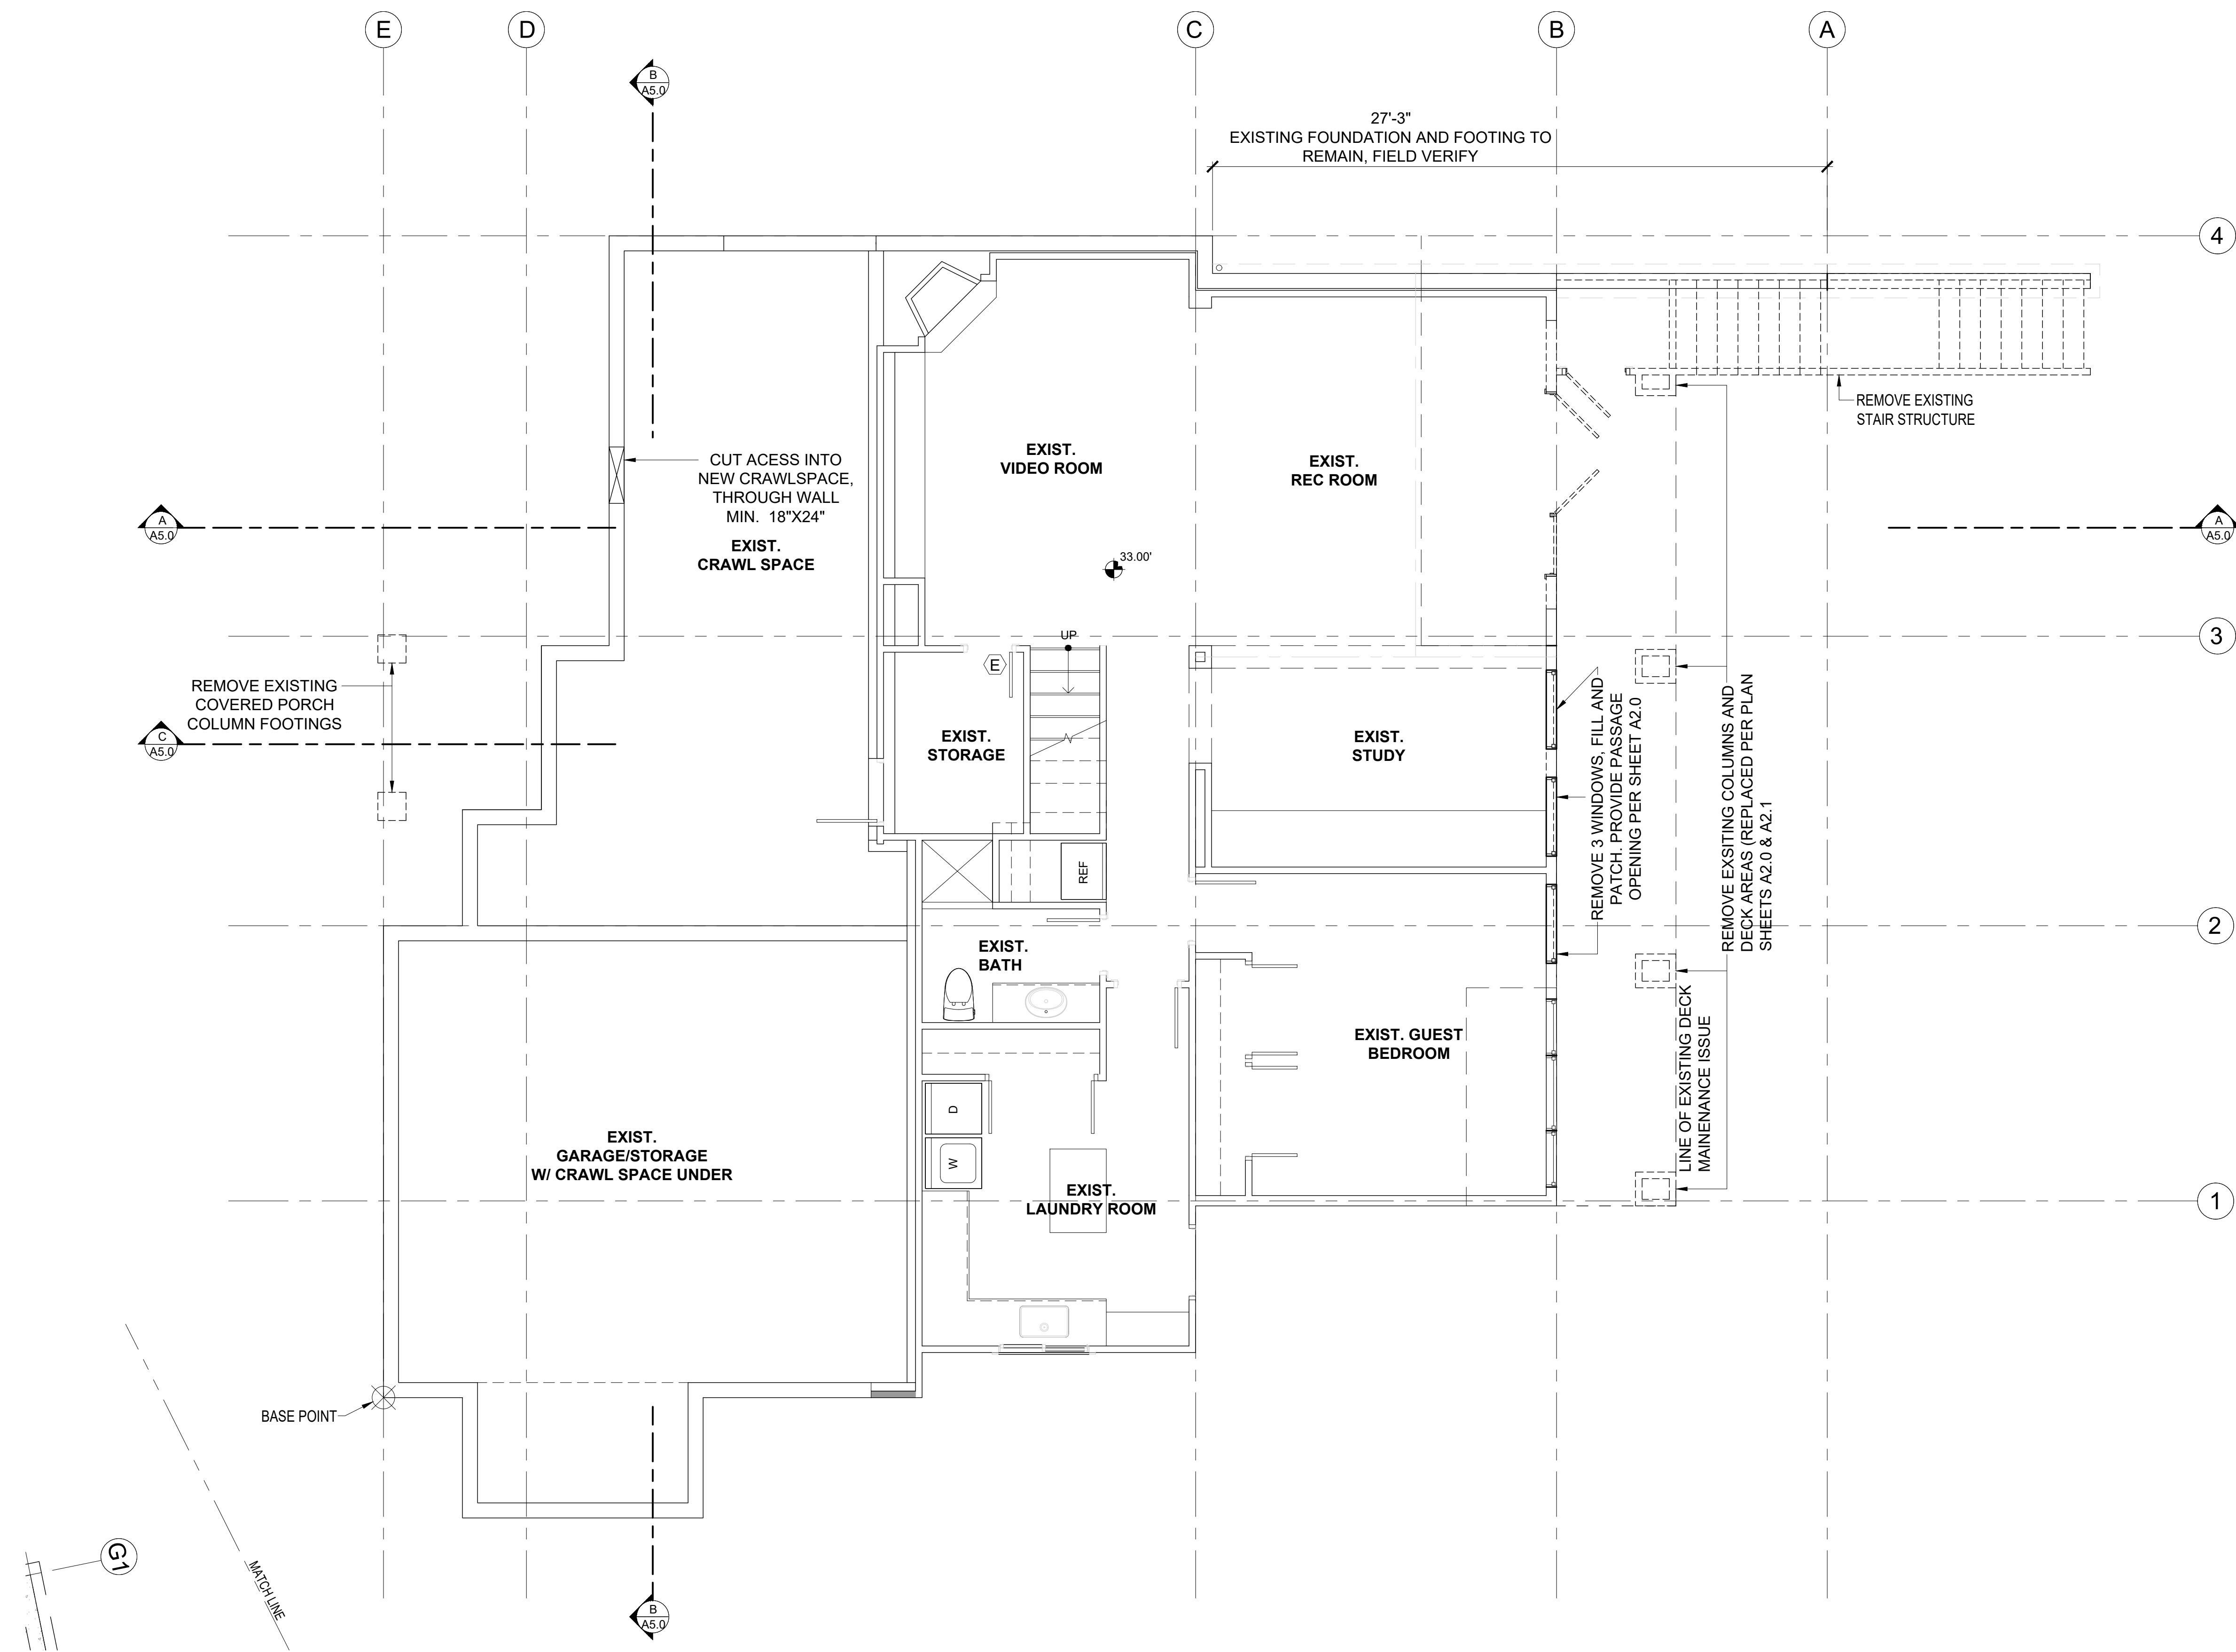 E
D
C
B
A
B
A5.0
27'-3"
EXISTING FOUNDATION AND FOOTING TO
REMAIN, FIELD VERIFY
4
REMOVE EXISTING
STAIR STRUCTURE
EXIST.
VIDEO ROOM
EXIST.
REC ROOM
CUT ACESS INTO
NEW CRAWLSPACE,
THROUGH WALL
MIN. 18"X24"
A
A5.0
A
A5.0
EXIST.
CRAWL SPACE
33.00'
UP
3
E
REMOVE EXISTING
COVERED PORCH
COLUMN FOOTINGS
C
A5.0
EXIST.
STORAGE
EXIST.
STUDY
REMOVE 3 WINDOWS, FILL AND
PATCH. PROVIDE PASSAGE
OPENING PER SHEET A2.0
REMOVE EXSITING COLUMNS AND
DECK AREAS (REPLACED PER PLAN
SHEETS A2.0 & A2.1
REF
2
EXIST.
BATH
EXIST. GUEST
BEDROOM
LINE OF EXISTING DECK
MAINENANCE ISSUE
D
W
EXIST.
GARAGE/STORAGE
W/ CRAWL SPACE UNDER
EXIST.
LAUNDRY ROOM
1
BASE POINT
G1
MATCH LINE
B
A5.0